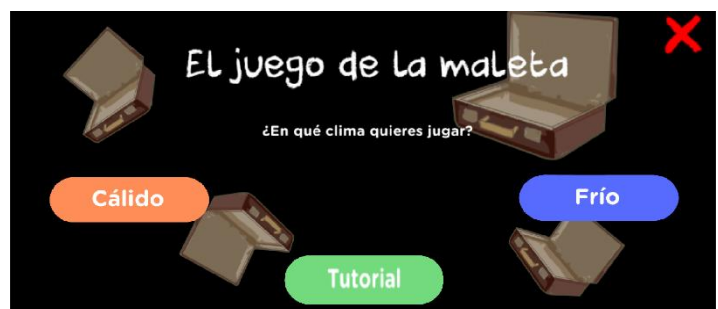 El juego de la maleta
¿En qué clima quieres jugar?
Cálido
Frío
Tutorial